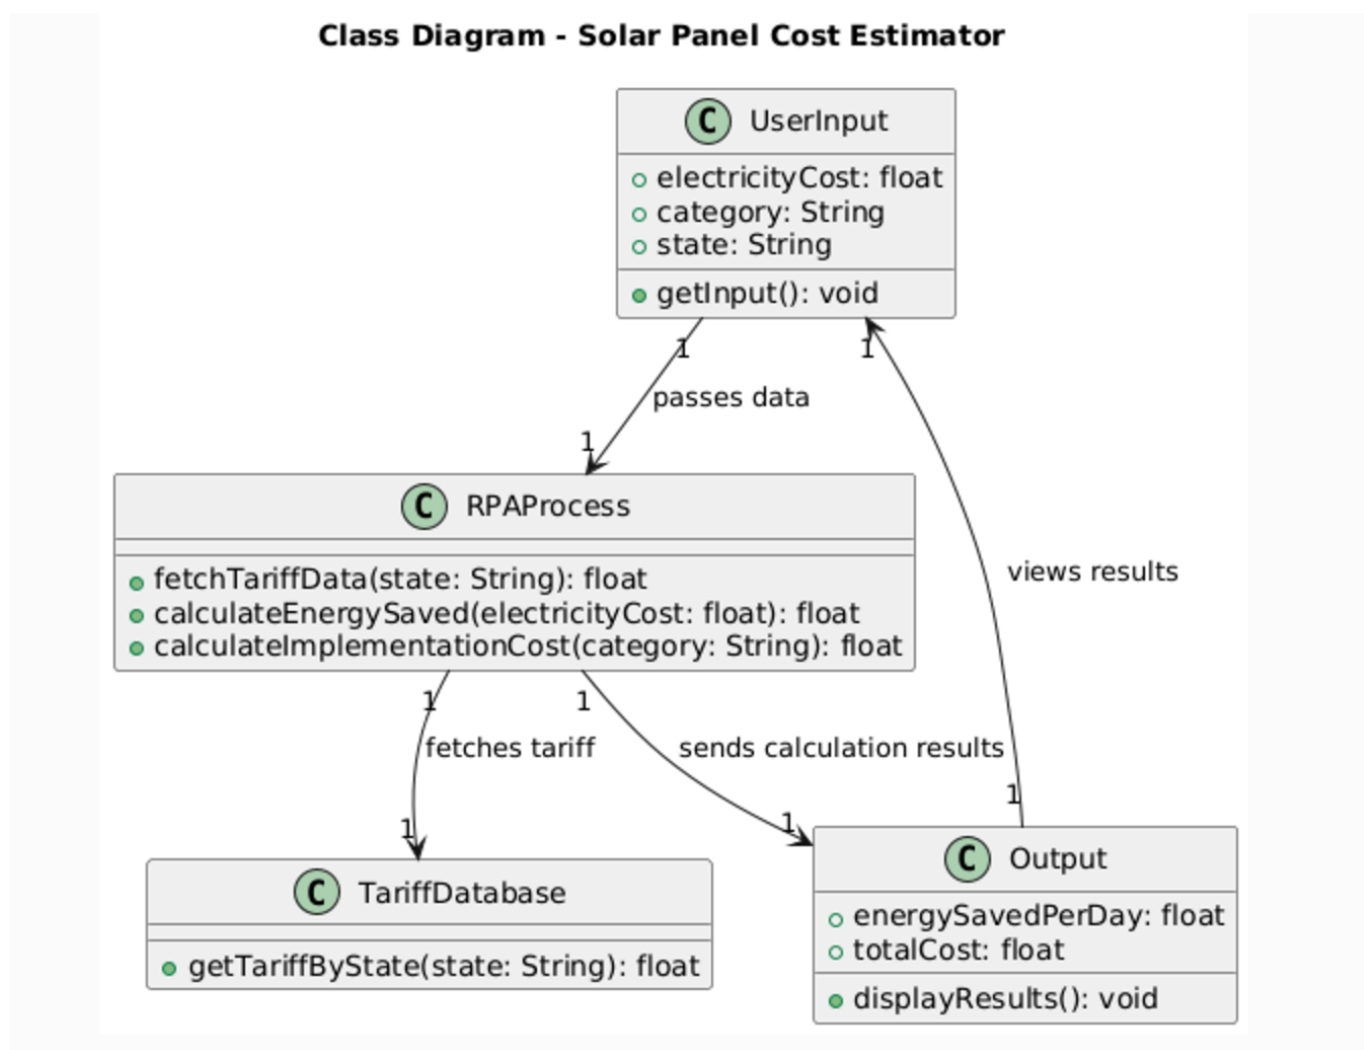 Class Diagram - Solar Panel Cost Estimator
C UserInput
electricityCost: float
category: String
state: String
getInput(): void
1
1
passes data
1
C RPAProcess
fetchTariffData(state: String): float
calculateEnergySaved(electricityCost: float): float
calculateImplementationCost(category: String): float
views results
1
1
fetches tariff
sends calculation results
1
1
1
C TariffDatabase
getTariffByState(state: String): float
C Output
energySavedPerDay: float
totalCost: float
displayResults(): void